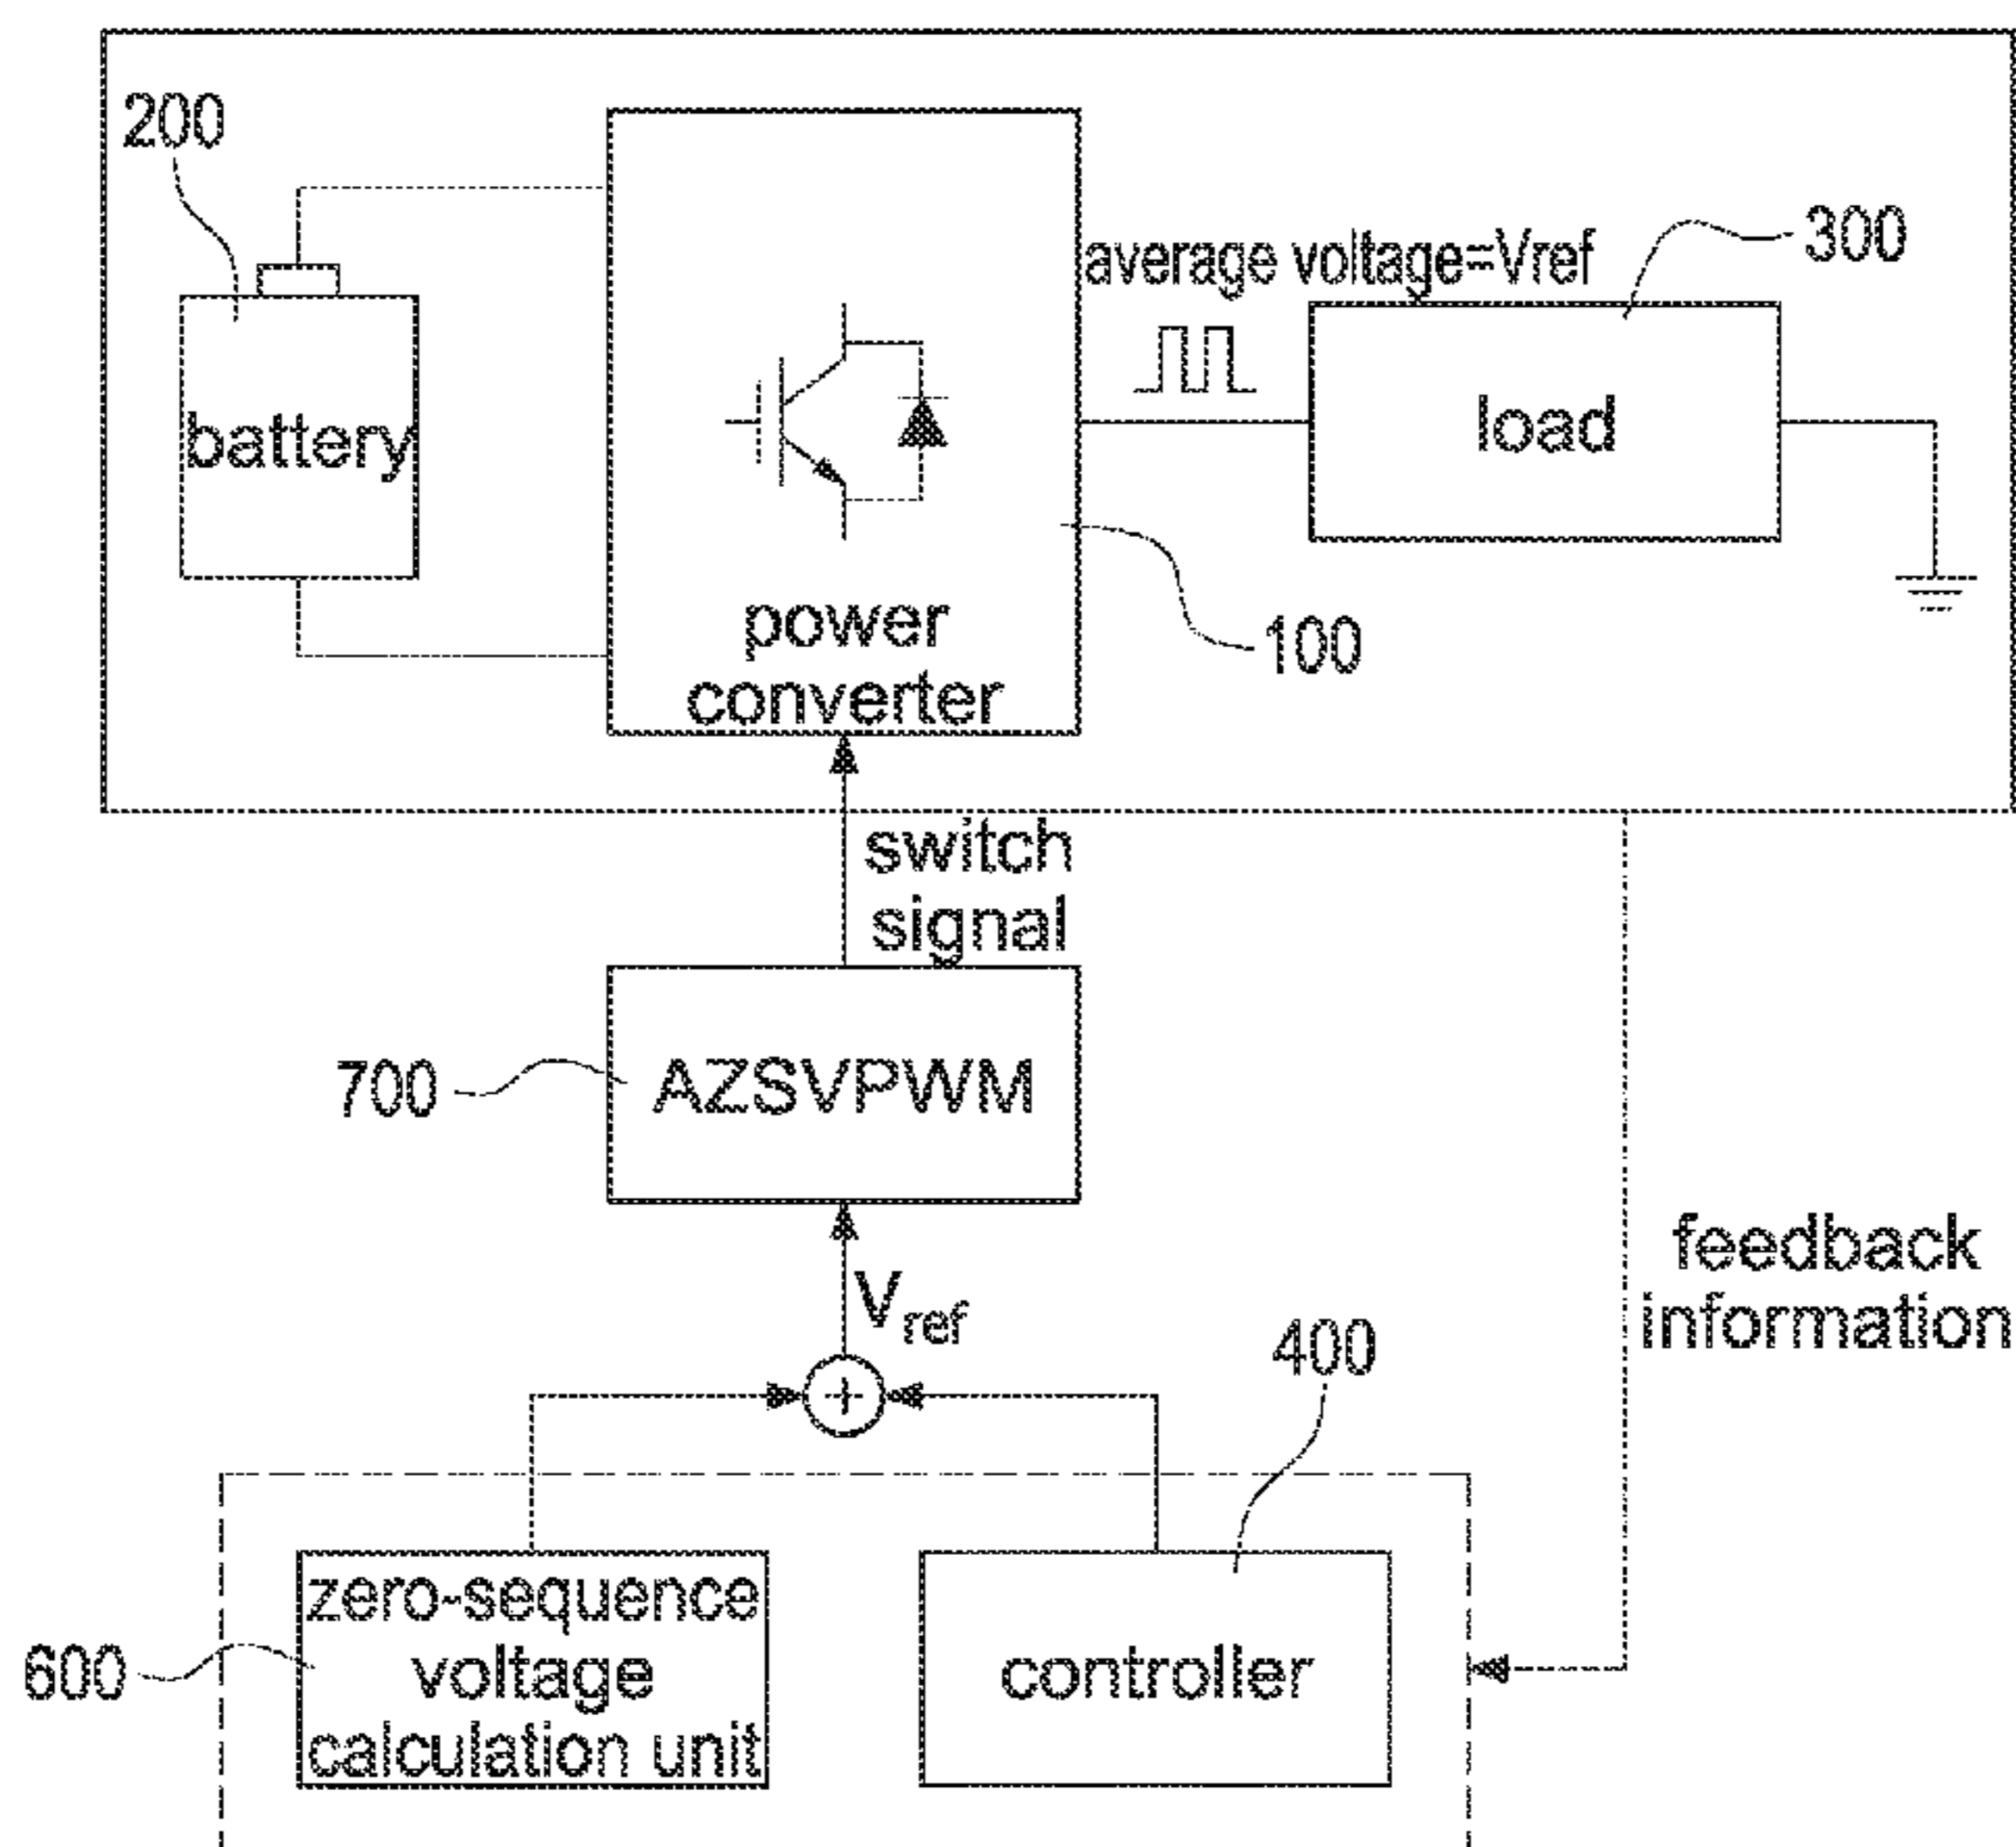 200
average voltage=Vref
300
battery
load
power
converter
100
switch
signal
700
AZSVPWM
Vref
feedback
information
400
zero-sequence
voltage
calculation unit
600
controller